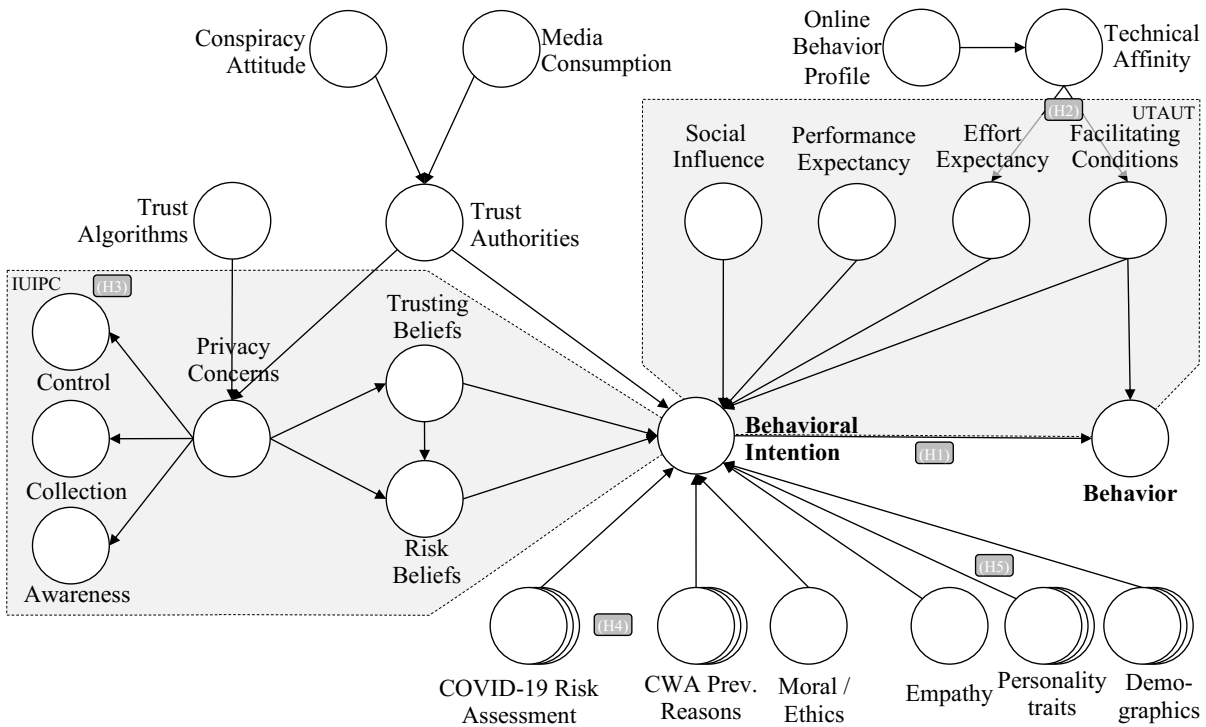 Conspiracy
Attitude
Media
Consumption
Online
Behavior
Profile
Technical
Affinity
(H2)
UTAUT
Social
Influence
Performance
Expectancy
Effort
Expectancy
Facilitating
Conditions
Trust
Algorithms
Trust
Authorities
IUIPC
(H3)
Control
Privacy
Concerns
Trusting
Beliefs
Collection
Awareness
Risk
Beliefs
Behavioral
Intention
(H1)
Behavior
(H4)
(H5)
COVID-19 Risk
Assessment
CWA Prev.
Reasons
Moral /
Ethics
Empathy
Personality
traits
Demo-
graphics